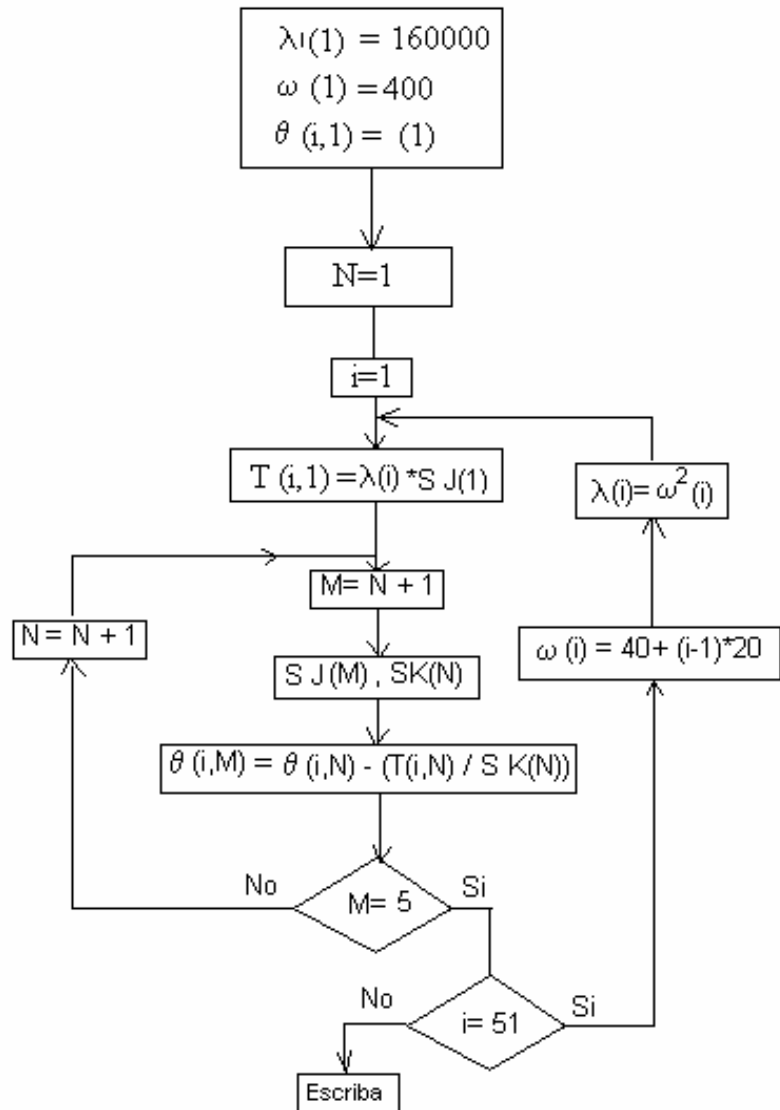 λı(1) = 160000
ω (1) =400
θ (i,1) = (1)
N=1
i=1
T (i,1) =λ(i) *S J(1)
λ(i)= ω²(i)
M= N + 1
N = N + 1
ω (i) = 40+ (i-1)*20
S J (M) , SK(N)
θ (i,M) = θ (i,N) - (T(i,N) / S K(N))
No
M= 5
Si
No
i= 51
Si
Escriba